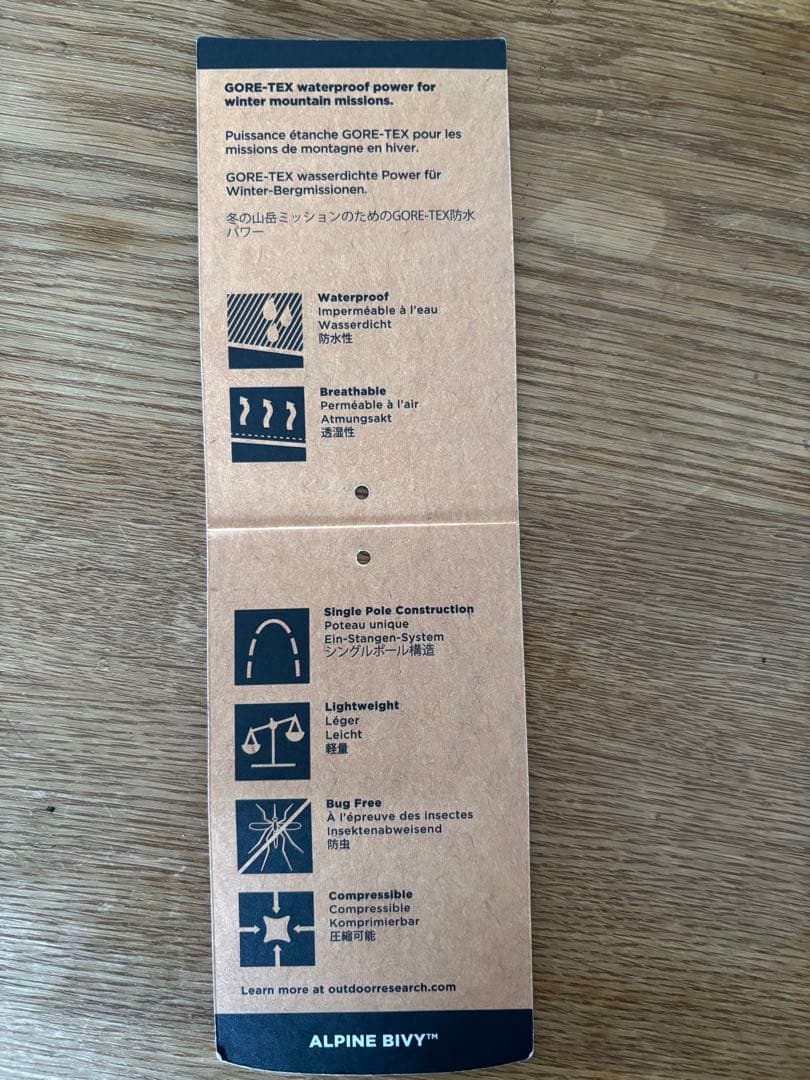 GORE-TEX waterproof power for
winter mountain missions.
Puissance étanche GORE-TEX pour les
missions de montagne en hiver.
GORE-TEX wasserdichte Power für
Winter-Bergmissionen.
冬の山岳ミッションのためのGORE-TEX防水
パワー
Waterproof
Imperméable à l'eau
Wasserdicht
防水性
Breathable
Perméable à l'air
Atmungsakt
透湿性
Single Pole Construction
Poteau unique
Ein-Stangen-System
シングルポール構造
Lightweight
Léger
Leicht
軽量
Bug Free
À l'épreuve des insectes
Insektenabweisend
防虫
Compressible
Compressible
Komprimierbar
圧縮可能
Learn more at outdoorresearch.com
ALPINE BIVY™